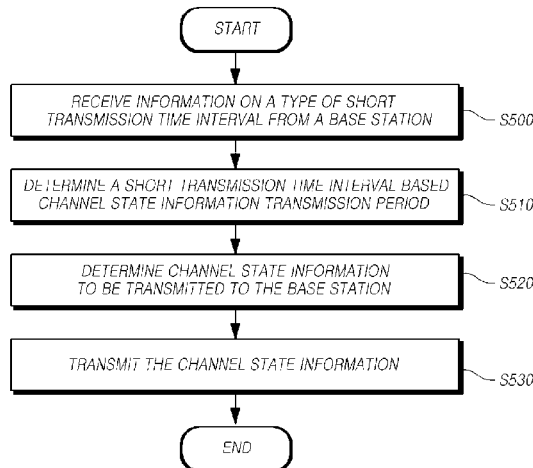 START
RECEIVE INFORMATION ON A TYPE OF SHORT
TRANSMISSION TIME INTERVAL FROM A BASE STATION
S500
DETERMINE A SHORT TRANSMISSION TIME INTERVAL BASED
CHANNEL STATE INFORMATION TRANSMISSION PERIOD
S510
DETERMINE CHANNEL STATE INFORMATION
TO BE TRANSMITTED TO THE BASE STATION
S520
TRANSMIT THE CHANNEL STATE INFORMATION
S530
END